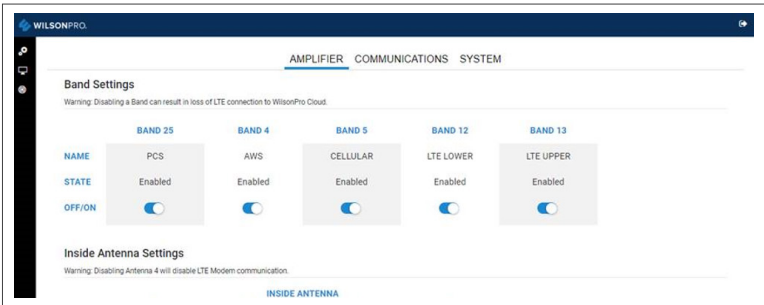 WILSONPRO.
AMPLIFIER COMMUNICATIONS SYSTEM
Band Settings
Warning: Disabling a Band can result in loss of LTE connection to WilsonPro Cloud.
BAND 25 BAND 4 BAND 5 BAND 12 BAND 13
NAME PCS AWS CELLULAR LTE LOWER LTE UPPER
STATE Enabled Enabled Enabled Enabled Enabled
OFF/ON
Inside Antenna Settings
Warning: Disabling Antenna 4 will disable LTE Modem communication.
INSIDE ANTENNA